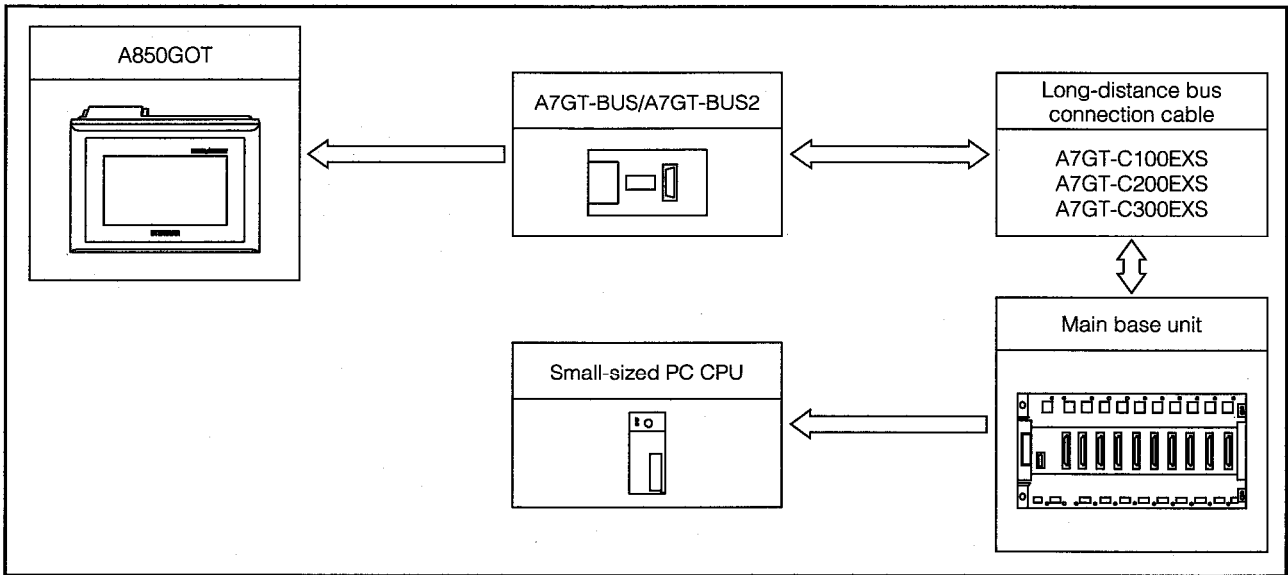 A850GOT
A7GT-BUS/A7GT-BUS2
Long-distance bus
connection cable
A7GT-C100EXS
A7GT-C200EXS
A7GT-C300EXS
Small-sized PC CPU
Main base unit